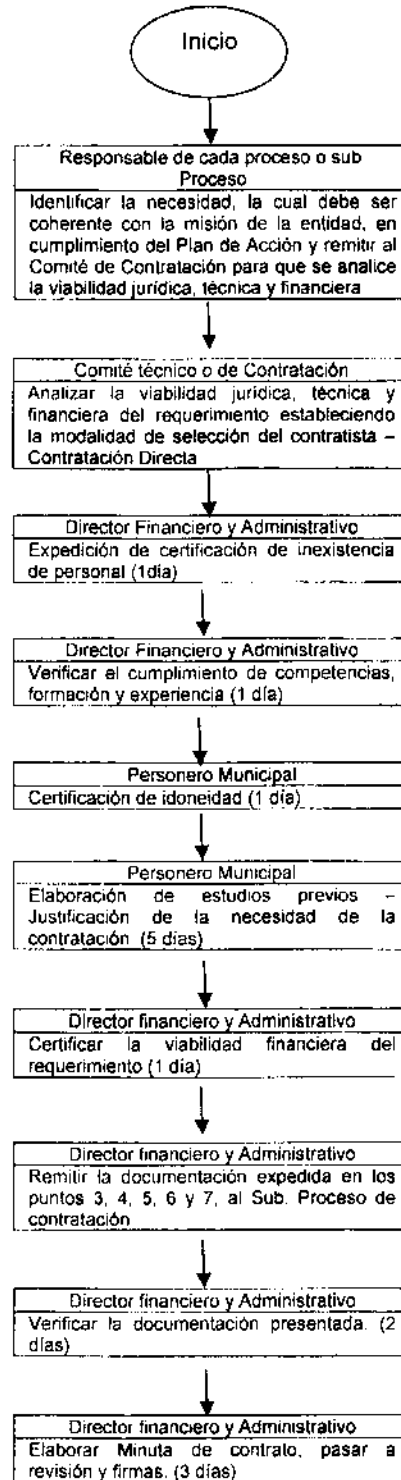 Inicio
Responsable de cada proceso o sub
Proceso
Identificar la necesidad, la cual debe ser
coherente con la misión de la entidad, en
cumplimiento del Plan de Acción y remitir al
Comité de Contratación para que se analice
la viabilidad jurídica, técnica y financiera
Comité técnico o de Contratación
Analizar la viabilidad jurídica, técnica y
financiera del requerimiento estableciendo
la modalidad de selección del contratista –
Contratación Directa
Director Financiero y Administrativo
Expedición de certificación de inexistencia
de personal (1día)
Director Financiero y Administrativo
Verificar el cumplimiento de competencias,
formación y experiencia (1 día)
Personero Municipal
Certificación de idoneidad (1 día)
Personero Municipal
Elaboración de estudios previos –
Justificación de la necesidad de la
contratación (5 días)
Director financiero y Administrativo
Certificar la viabilidad financiera del
requerimiento (1 día)
Director financiero y Administrativo
Remitir la documentación expedida en los
puntos 3, 4, 5, 6 y 7, al Sub. Proceso de
contratación
Director financiero y Administrativo
Verificar la documentación presentada. (2
días)
Director financiero y Administrativo
Elaborar Minuta de contrato, pasar a
revisión y firmas. (3 días)